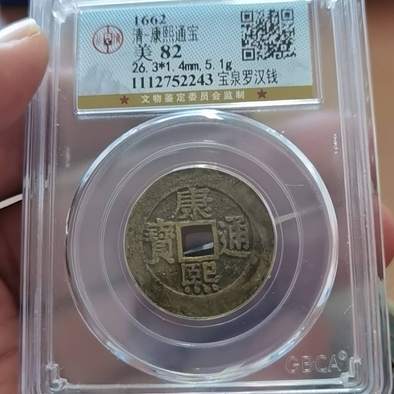 1662
清-康熙通宝
美 82
26.3*1.4mm,5.1g
1112752243 宝泉罗汉钱
★ 文物鉴定委员会监制 ★
康熙通寶
GBCA®